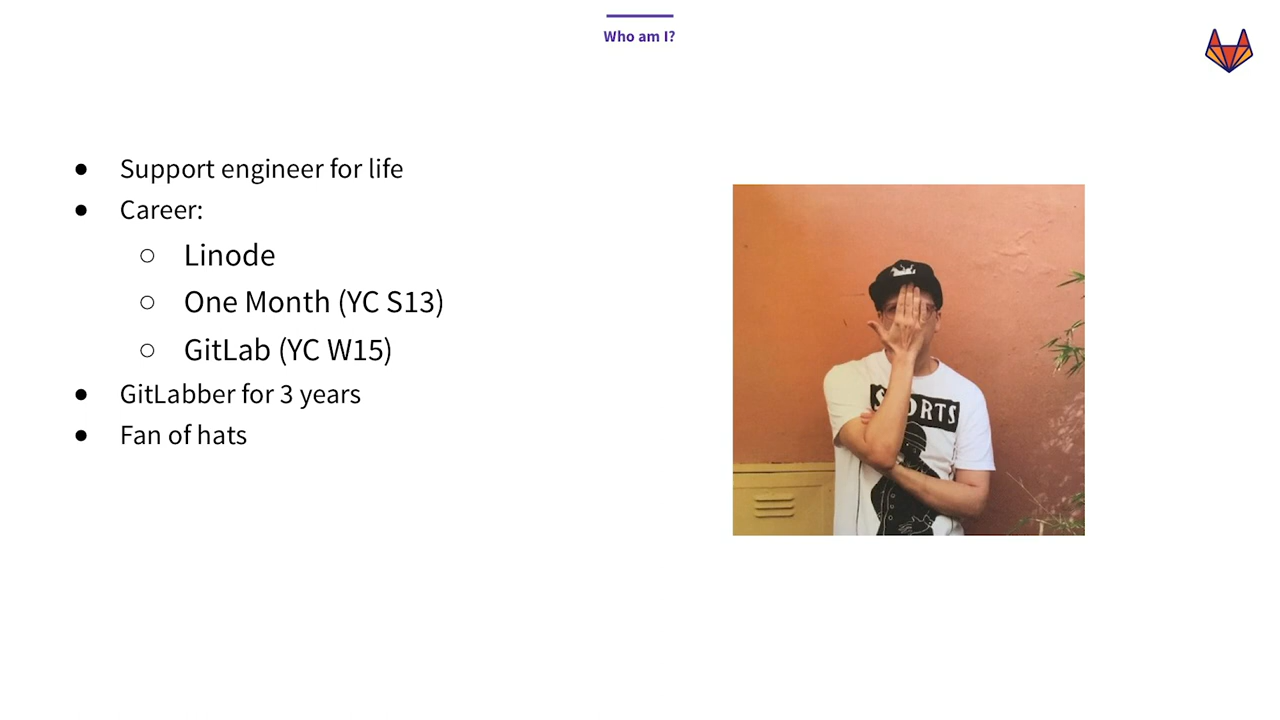 Who am I?
● Support engineer for life
● Career:
○ Linode
○ One Month (YC S13)
○ GitLab (YC W15)
● GitLabber for 3 years
● Fan of hats